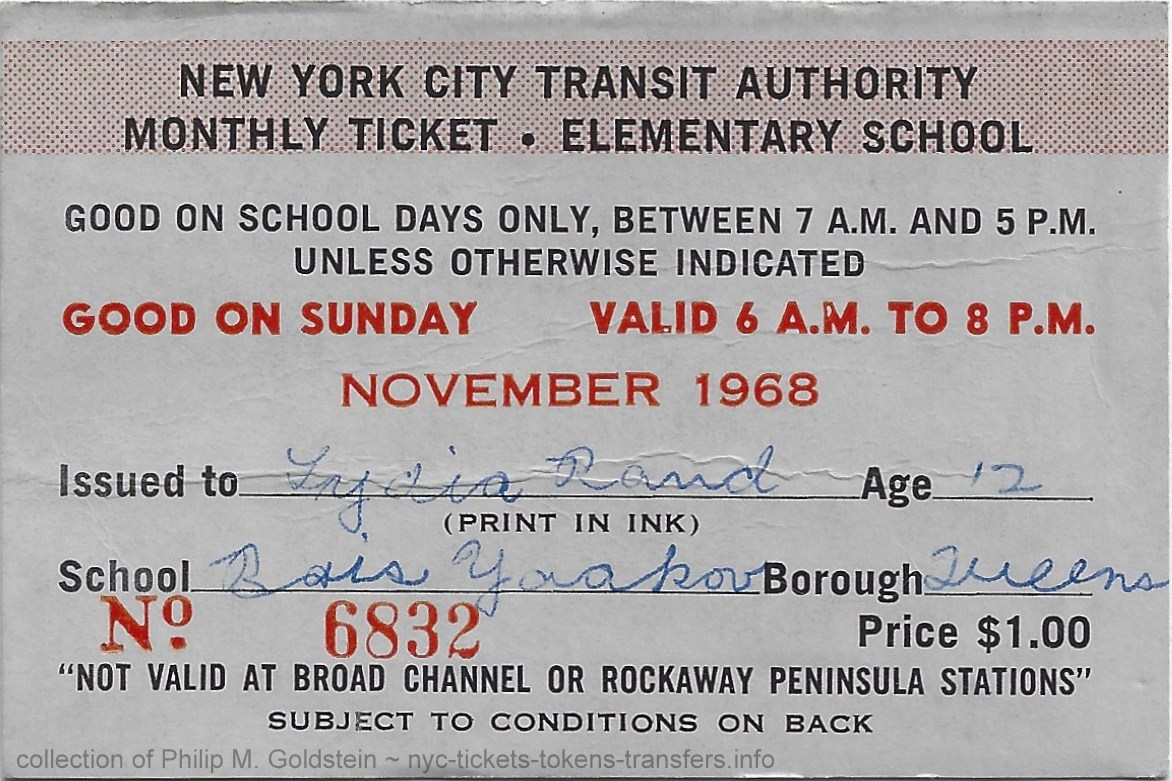 NEW YORK CITY TRANSIT AUTHORITY
MONTHLY TICKET • ELEMENTARY SCHOOL
GOOD ON SCHOOL DAYS ONLY, BETWEEN 7 A.M. AND 5 P.M.
UNLESS OTHERWISE INDICATED
GOOD ON SUNDAY VALID 6 A.M. TO 8 P.M.
NOVEMBER 1968
Issued to Lydia Rand Age 12
(PRINT IN INK)
School Bais Yaakov Borough Queens
Nº 6832 Price $1.00
"NOT VALID AT BROAD CHANNEL OR ROCKAWAY PENINSULA STATIONS"
SUBJECT TO CONDITIONS ON BACK
collection of Philip M. Goldstein ~ nyc-tickets-tokens-transfers.info